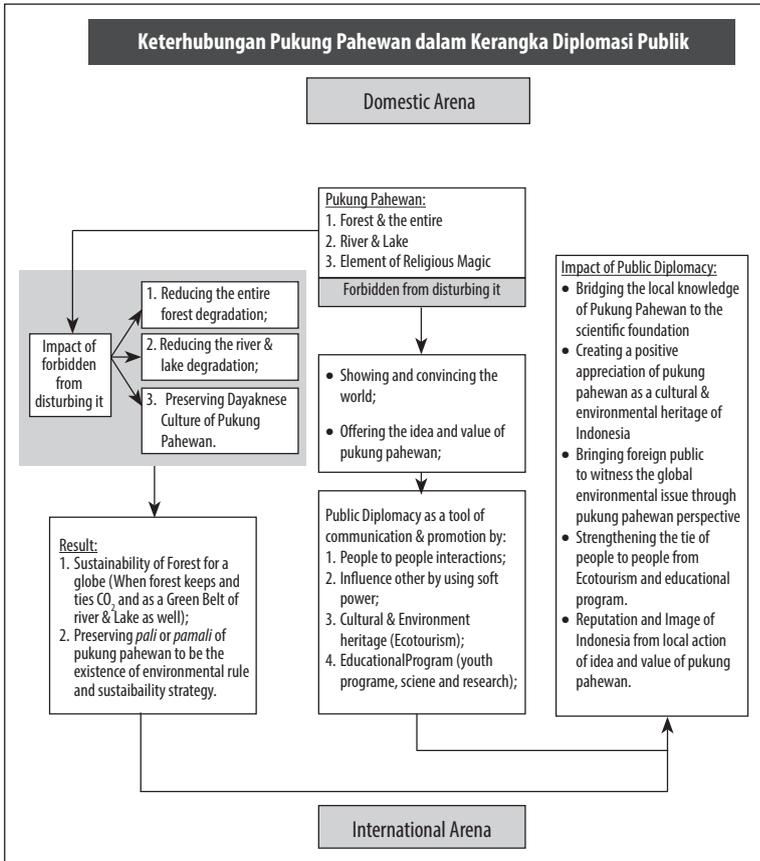 Keterhubungan Pukung Pahewan dalam Kerangka Diplomasi Publik
Domestic Arena
Pukung Pahewan:
1. Forest & the entire
2. River & Lake
3. Element of Religious Magic
Forbidden from disturbing it
Impact of
forbidden
from
disturbing it
1. Reducing the entire
forest degradation;
2. Reducing the river &
lake degradation;
3. Preserving Dayaknese
Culture of Pukung
Pahewan.
• Showing and convincing the
world;
• Offering the idea and value of
pukung pahewan;
Result:
1. Sustainability of Forest for a
globe (When forest keeps and
ties CO₂ and as a Green Belt of
river & Lake as well);
2. Preserving pali or pamali of
pukung pahewan to be the
existence of environmental rule
and sustaibaility strategy.
Public Diplomacy as a tool of
communication & promotion by:
1. People to people interactions;
2. Influence other by using soft
power;
3. Cultural & Environment
heritage (Ecotourism);
4. EducationalProgram (youth
programe, sciene and research);
Impact of Public Diplomacy:
• Bridging the local knowledge
of Pukung Pahewan to the
scientific foundation
• Creating a positive
appreciation of pukung
pahewan as a cultural &
environmental heritage of
Indonesia
• Bringing foreign public
to witness the global
environmental issue through
pukung pahewan perspective
• Strengthening the tie of
people to people from
Ecotourism and educational
program.
• Reputation and Image of
Indonesia from local action
of idea and value of pukung
pahewan.
International Arena